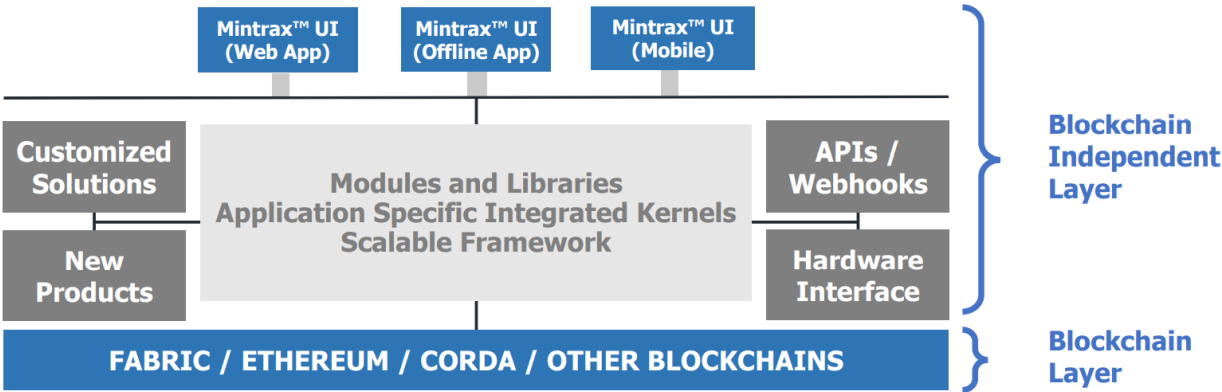 Mintrax™ UI
(Web App)
Mintrax™ UI
(Offline App)
Mintrax™ UI
(Mobile)
Customized
Solutions
New
Products
Modules and Libraries
Application Specific Integrated Kernels
Scalable Framework
APIs /
Webhooks
Hardware
Interface
Blockchain
Independent
Layer
FABRIC / ETHEREUM / CORDA / OTHER BLOCKCHAINS
Blockchain
Layer